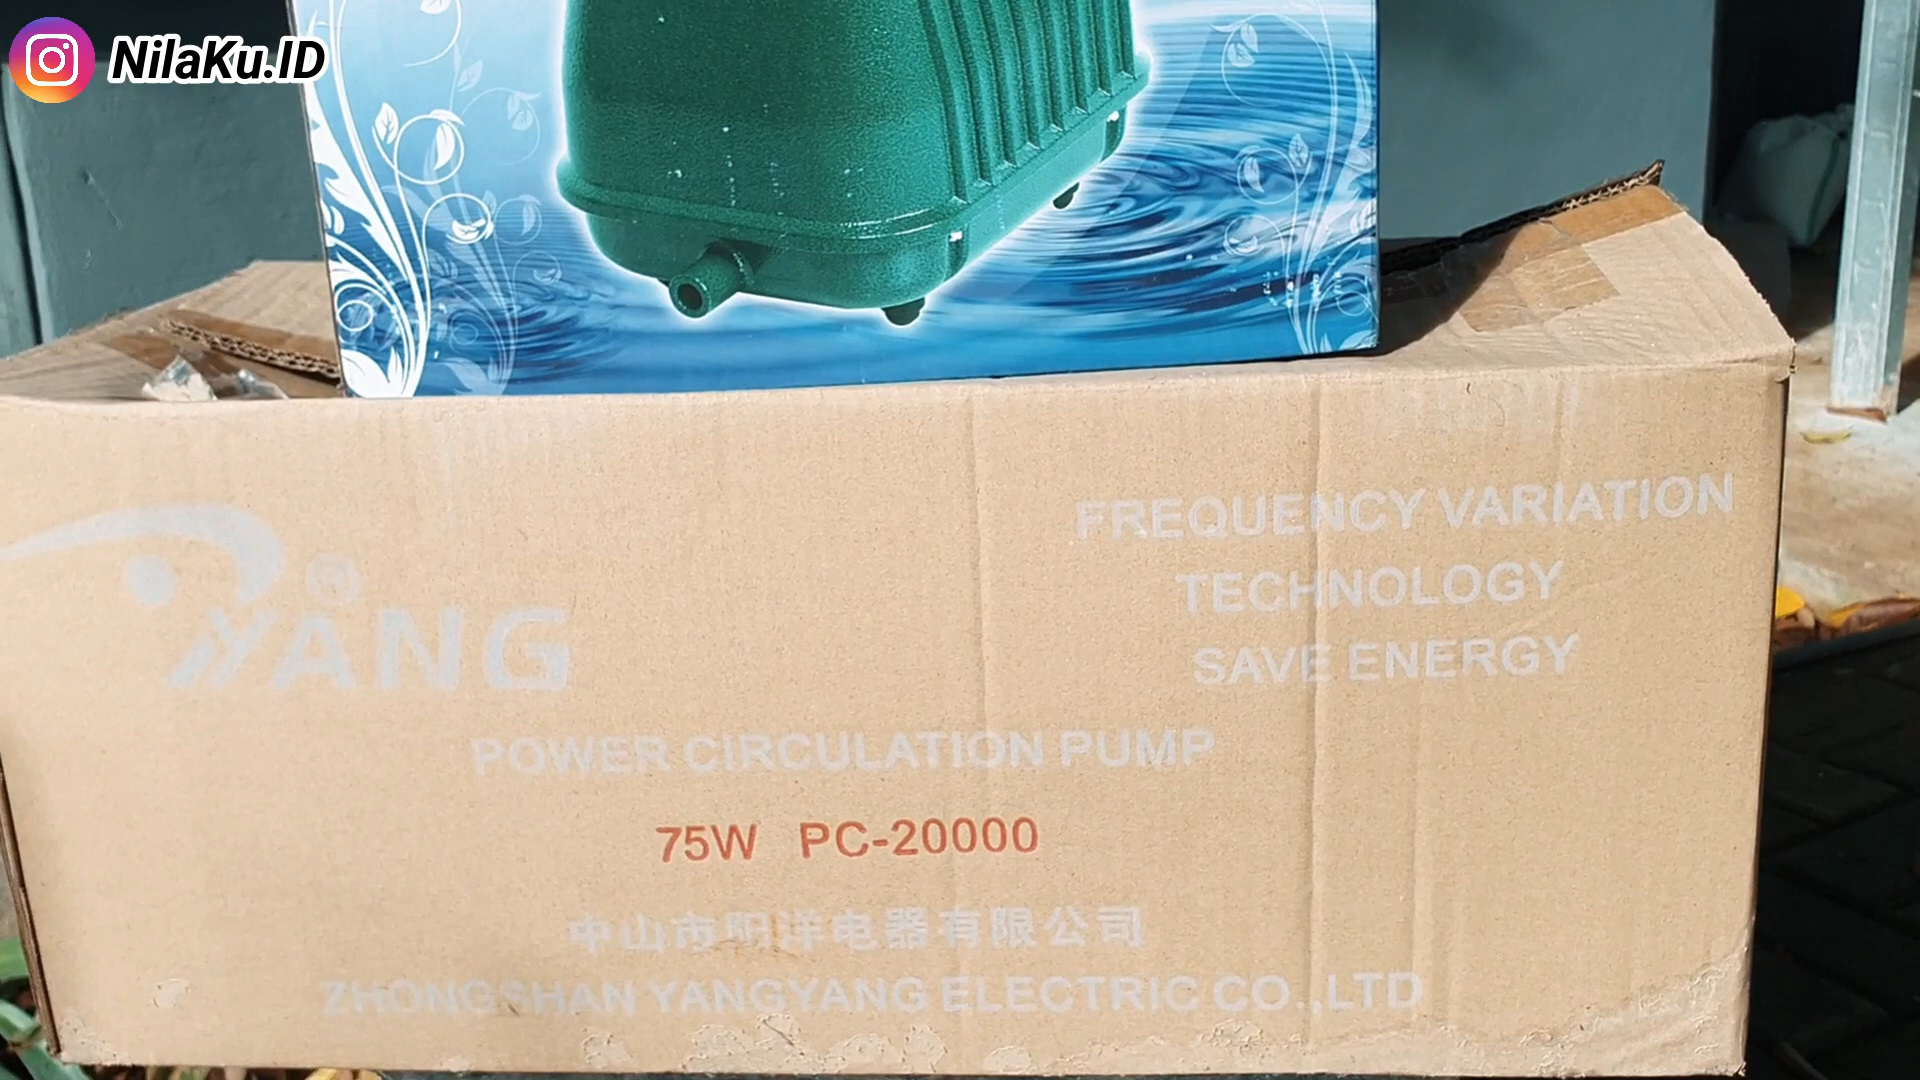 NilaKu.ID
YANG
FREQUENCY VARIATION
TECHNOLOGY
SAVE ENERGY
POWER CIRCULATION PUMP
75W PC-20000
中山市阳洋电器有限公司
ZHONGSHAN YANGYANG ELECTRIC CO.,LTD